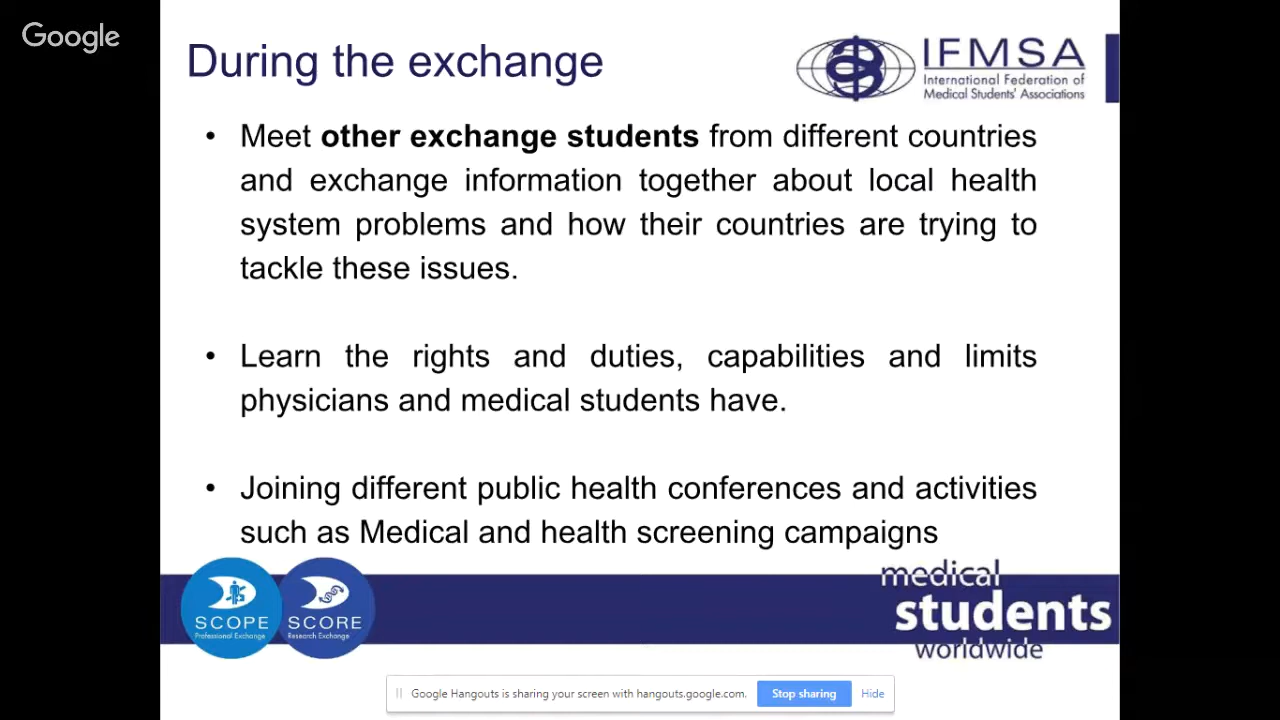 Google
During the exchange
IFMSA
International Federation of
Medical Students' Associations
• Meet other exchange students from different countries
and exchange information together about local health
system problems and how their countries are trying to
tackle these issues.
• Learn the rights and duties, capabilities and limits
physicians and medical students have.
• Joining different public health conferences and activities
such as Medical and health screening campaigns
SCOPE
Professional Exchange
SCORE
Research Exchange
medical
students
worldwide
Google Hangouts is sharing your screen with hangouts.google.com.
Stop sharing
Hide